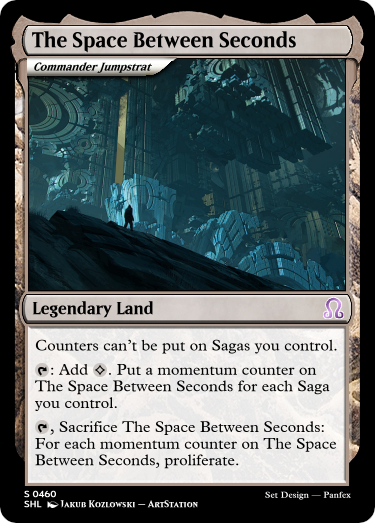 The Space Between Seconds
Commander Jumpstrat
Legendary Land
Counters can't be put on Sagas you control.
: Add . Put a momentum counter on
The Space Between Seconds for each Saga
you control.
, Sacrifice The Space Between Seconds:
For each momentum counter on The Space
Between Seconds, proliferate.
S 0460
SHL Jakub Kozlowski — ArtStation
Set Design — Panfex